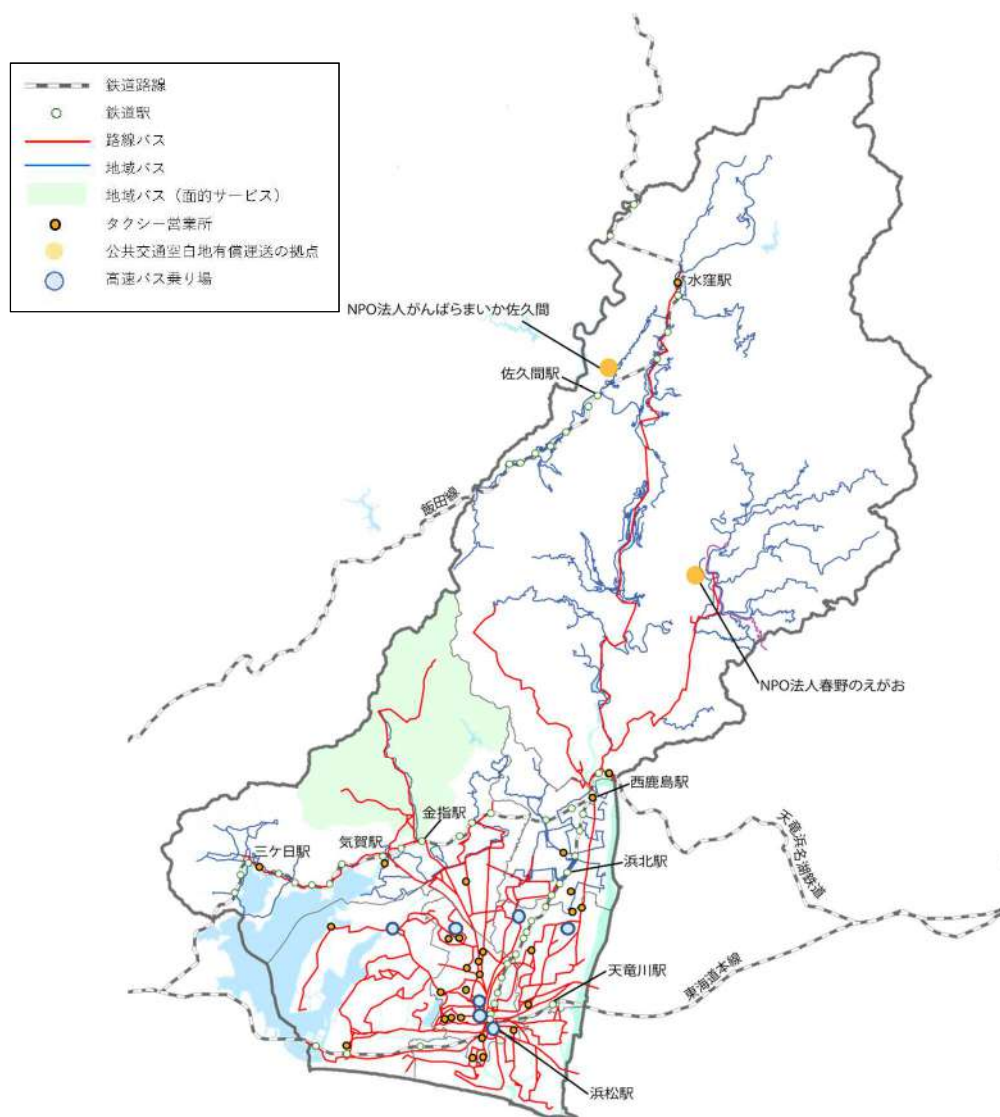 鉄道路線
鉄道駅
路線バス
地域バス
地域バス（面的サービス）
タクシー営業所
公共交通空白地有償運送の拠点
高速バス乗り場
水窪駅
NPO法人がんばらまいか佐久間
佐久間駅
飯田線
NPO法人春野のえがお
西鹿島駅
金指駅
気賀駅
三ケ日駅
浜北駅
天竜浜名湖鉄道
天竜川駅
東海道本線
浜松駅